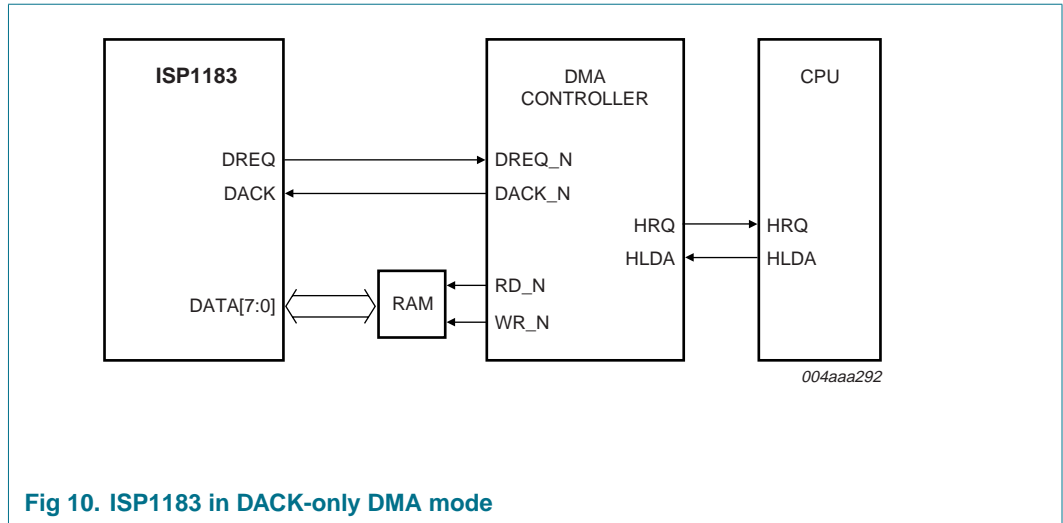 ISP1183
DREQ
DACK
DATA[7:0]
RAM
DMA
CONTROLLER
DREQ_N
DACK_N
HRQ
HLDA
RD_N
WR_N
CPU
HRQ
HLDA
004aaa292
Fig 10. ISP1183 in DACK-only DMA mode